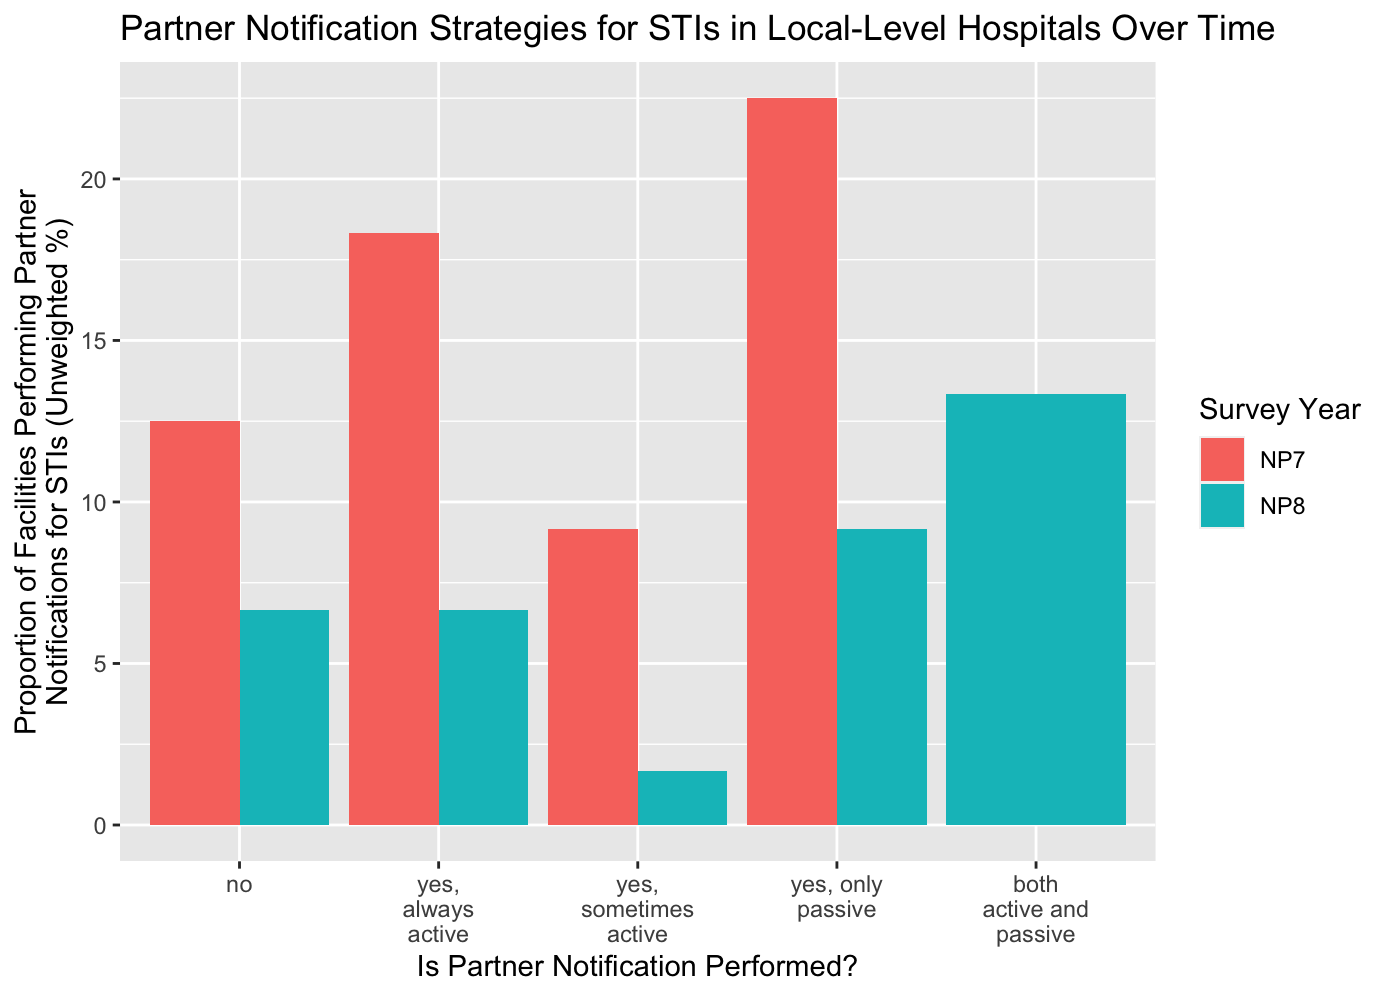 Partner Notification Strategies for STIs in Local-Level Hospitals Over Time
Proportion of Facilities Performing Partner
Notifications for STIs (Unweighted %)
20
15
10
5
0
no
yes,
always
active
yes,
sometimes
active
yes, only
passive
both
active and
passive
Is Partner Notification Performed?
Survey Year
NP7
NP8